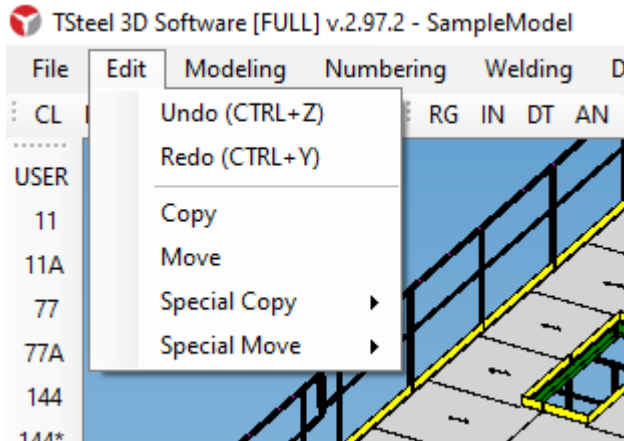 TSteel 3D Software [FULL] v.2.97.2 - SampleModel
File Edit Modeling Numbering Welding
CL RG IN DT AN
Undo (CTRL+Z)
Redo (CTRL+Y)
Copy
Move
Special Copy
Special Move
USER
11
11A
77
77A
144
144*